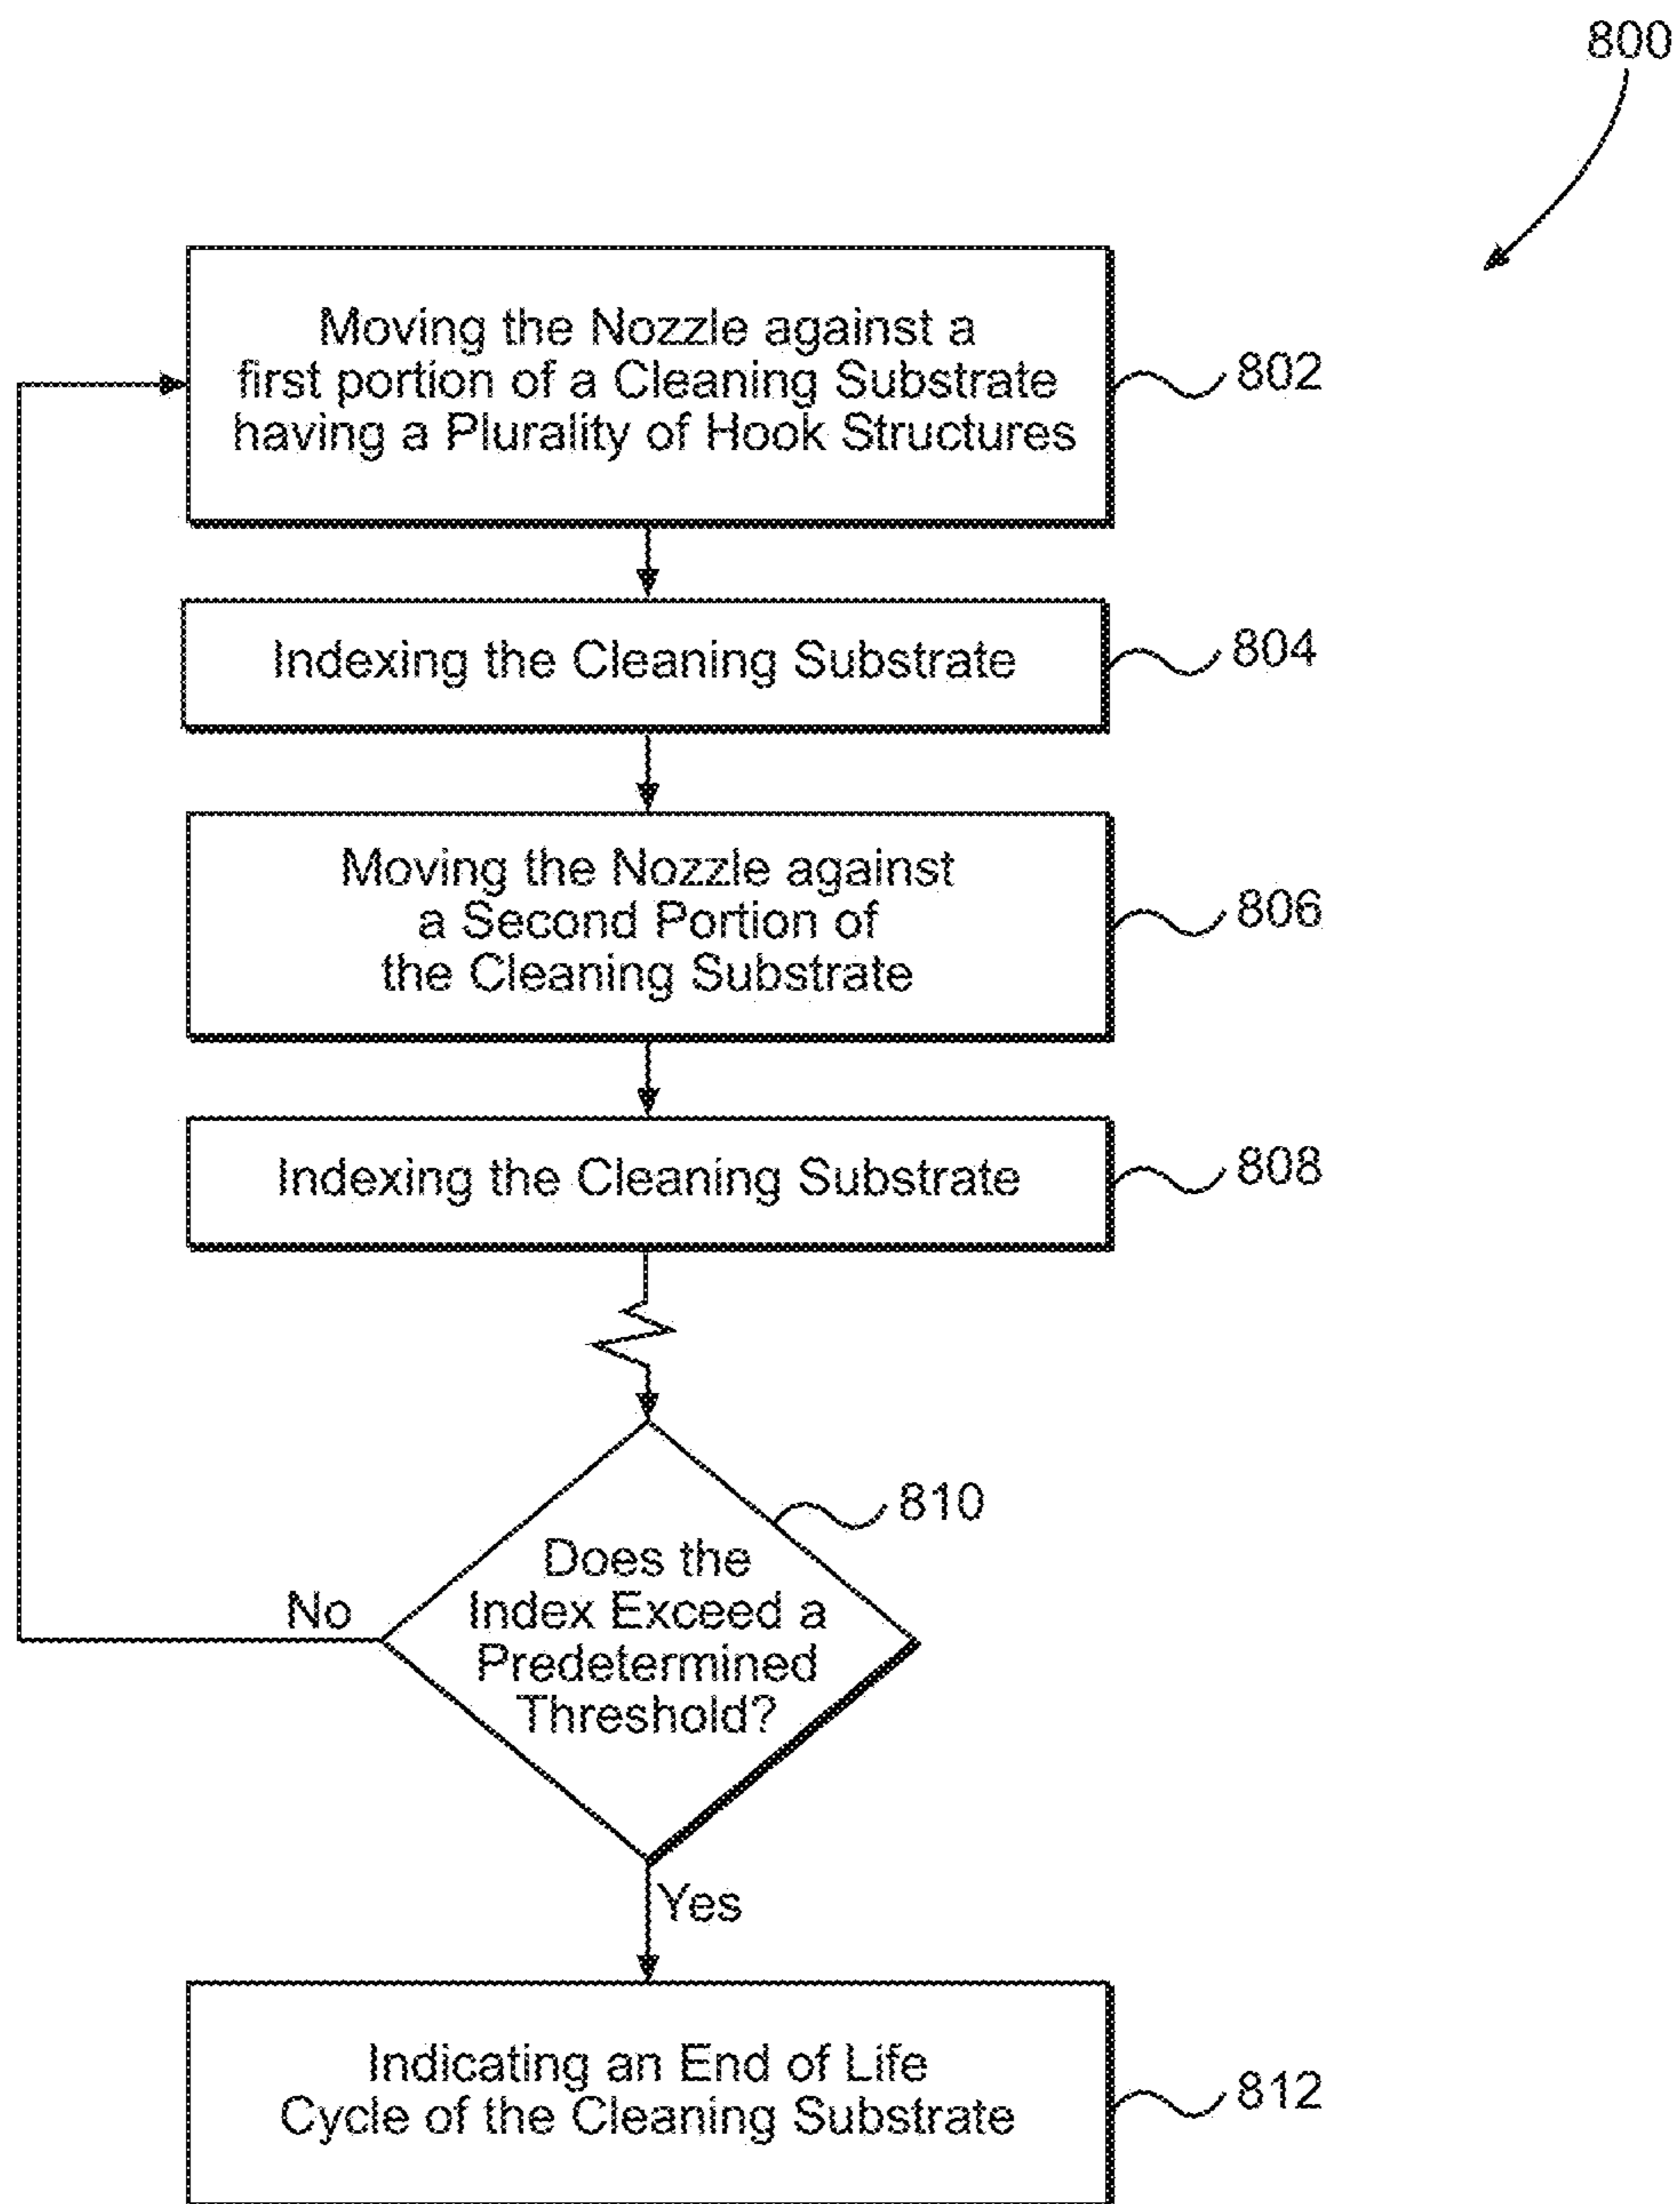 800
Moving the Nozzle against a
first portion of a Cleaning Substrate
having a Plurality of Hook Structures
802
Indexing the Cleaning Substrate
804
Moving the Nozzle against
a Second Portion of
the Cleaning Substrate
806
Indexing the Cleaning Substrate
808
810
Does the
Index Exceed a
Predetermined
Threshold?
No
Yes
Indicating an End of Life
Cycle of the Cleaning Substrate
812